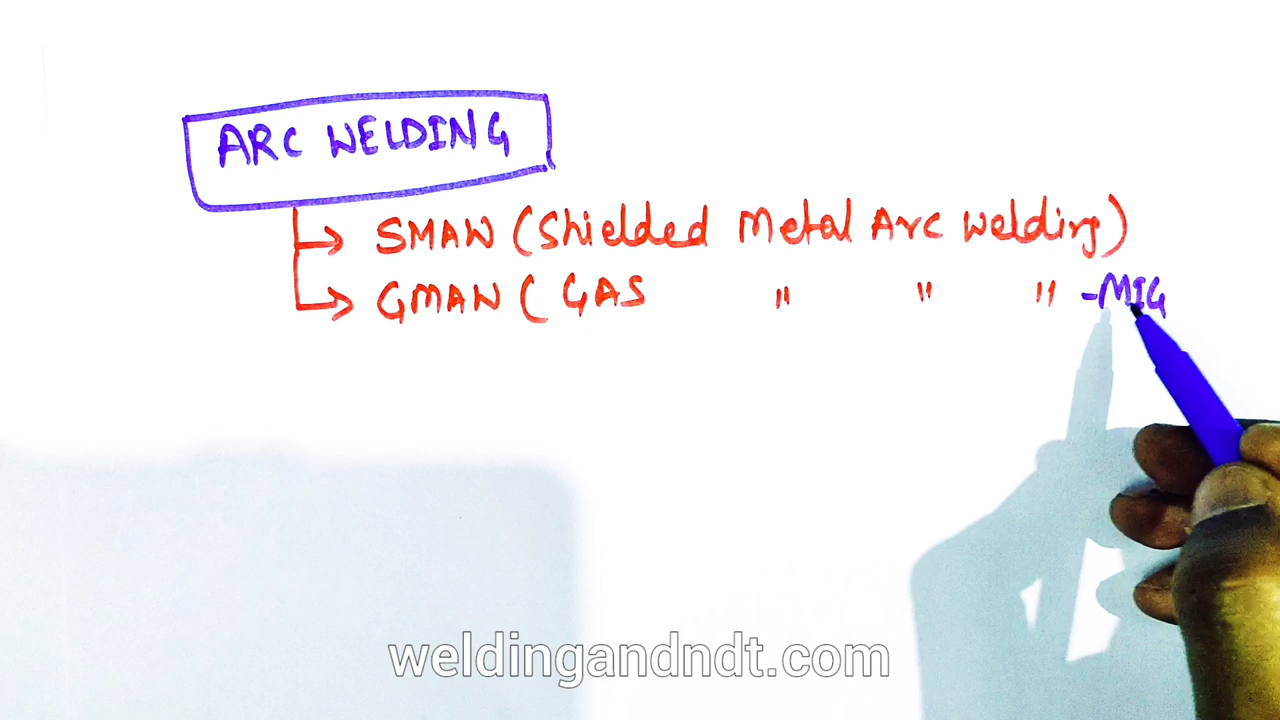 ARC WELDING
SMAW (Shielded Metal Arc Welding)
GMAW ( GAS " " " -MIG
weldingandndt.com